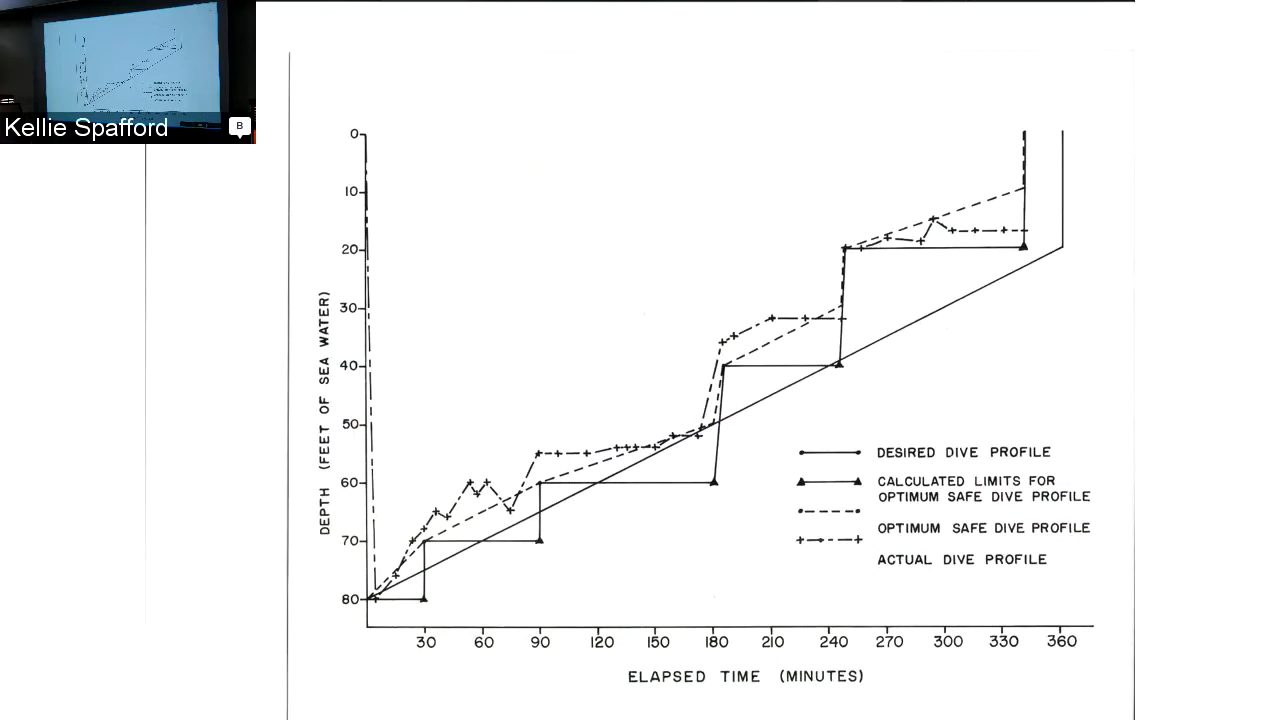 Kellie Spafford
B
0
10
20
30
40
50
60
70
80
DEPTH (FEET OF SEA WATER)
30 60 90 120 150 180 210 240 270 300 330 360
ELAPSED TIME (MINUTES)
DESIRED DIVE PROFILE
CALCULATED LIMITS FOR
OPTIMUM SAFE DIVE PROFILE
OPTIMUM SAFE DIVE PROFILE
ACTUAL DIVE PROFILE